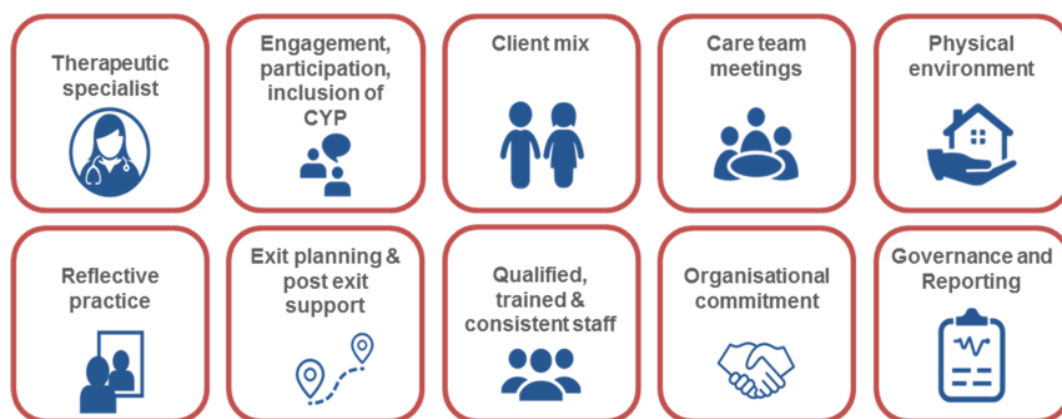 Therapeutic
specialist
Engagement,
participation,
inclusion of
CYP
Client mix
Care team
meetings
Physical
environment
Reflective
practice
Exit planning &
post exit
support
Qualified,
trained &
consistent staff
Organisational
commitment
Governance and
Reporting